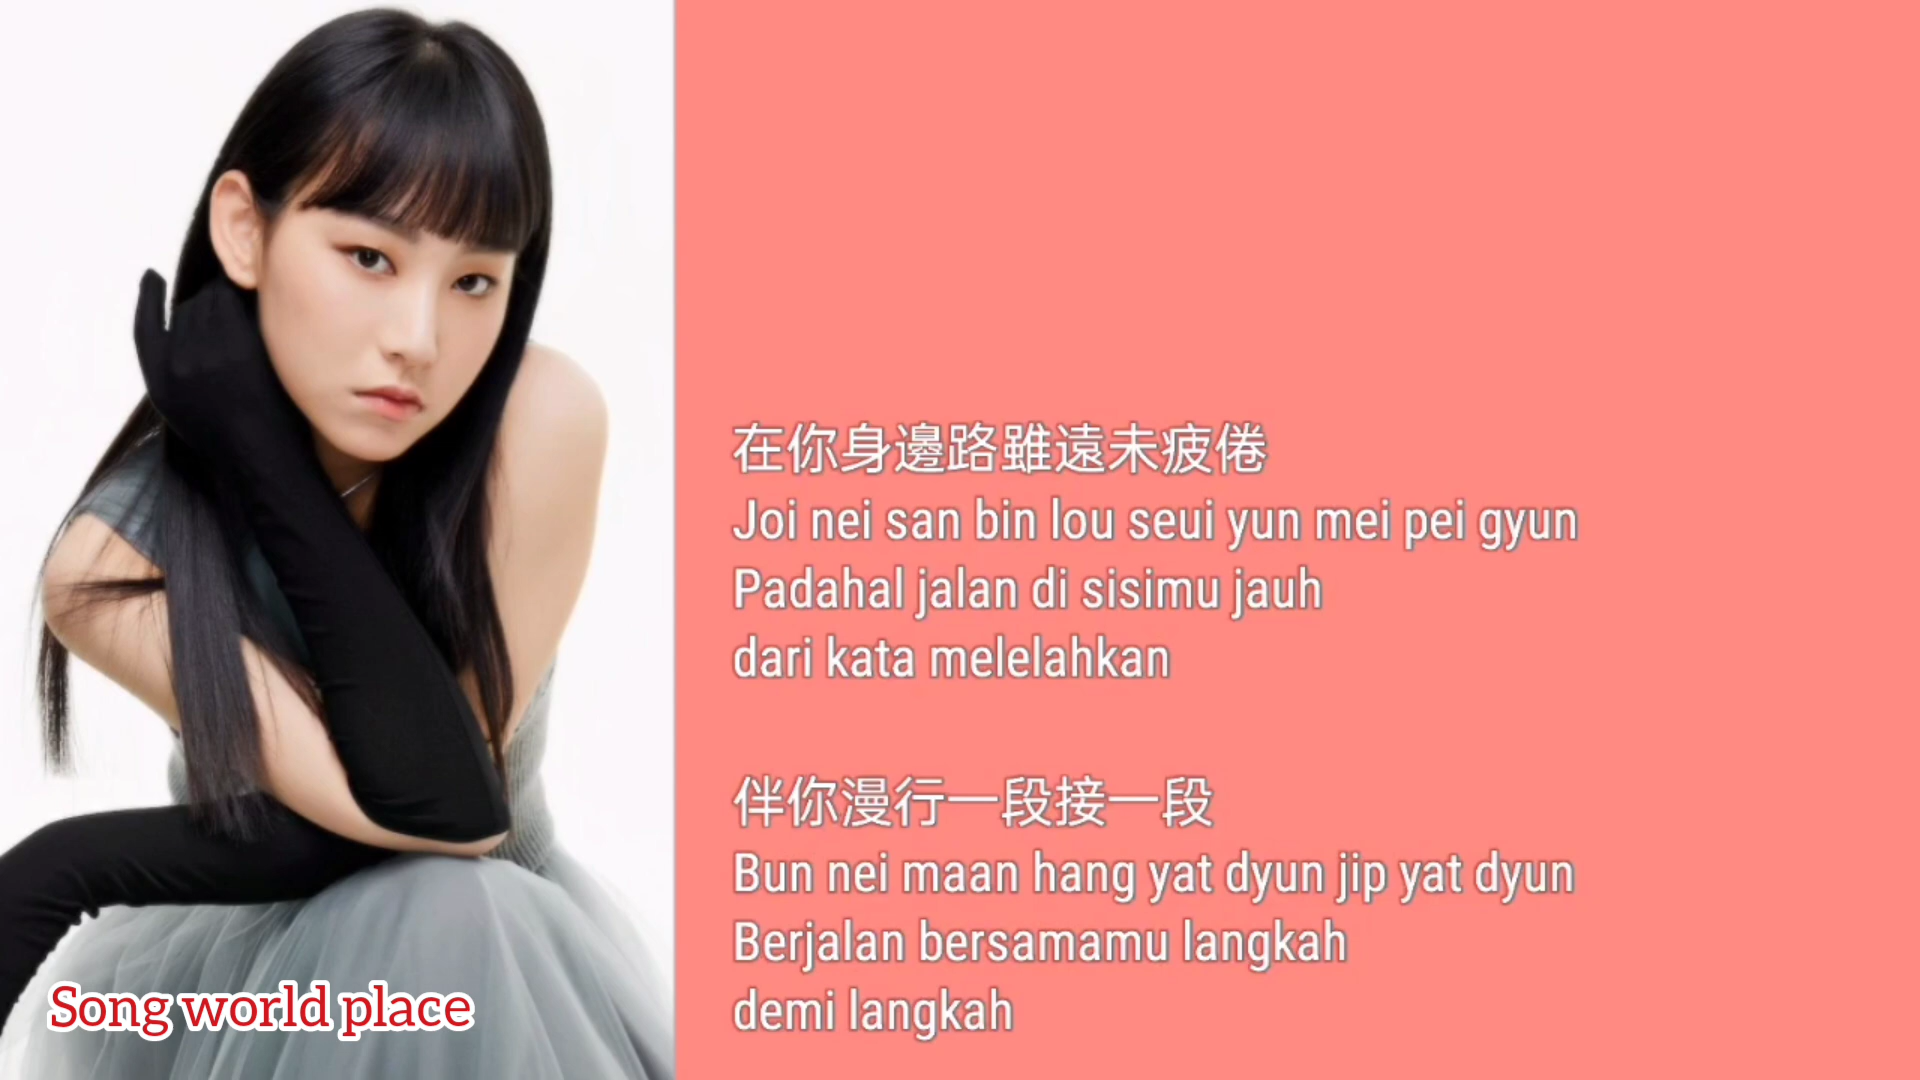 在你身邊路雖遠未疲倦
Joi nei san bin lou seui yun mei pei gyun
Padahal jalan di sisimu jauh
dari kata melelahkan
伴你漫行一段接一段
Bun nei maan hang yat dyun jip yat dyun
Berjalan bersamamu langkah
demi langkah
Song world place